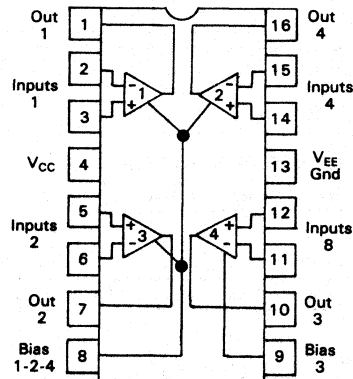 Out
1
1
16
Out
4
2
-
-
15
Inputs
1
1
2
Inputs
4
3
+
+
14
VCC
4
13
VEE
Gnd
5
+
+
12
Inputs
2
3
4
Inputs
8
6
-
-
11
Out
2
7
10
Out
3
Bias
1-2-4
8
9
Bias
3